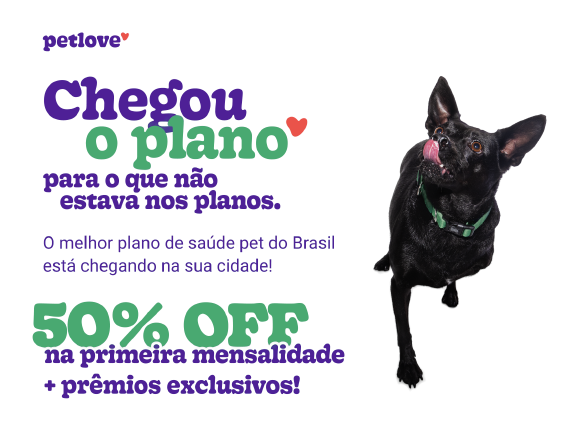 petlove
Chegou
o plano
para o que não
estava nos planos.
O melhor plano de saúde pet do Brasil
está chegando na sua cidade!
50% OFF
na primeira mensalidade
+ prêmios exclusivos!